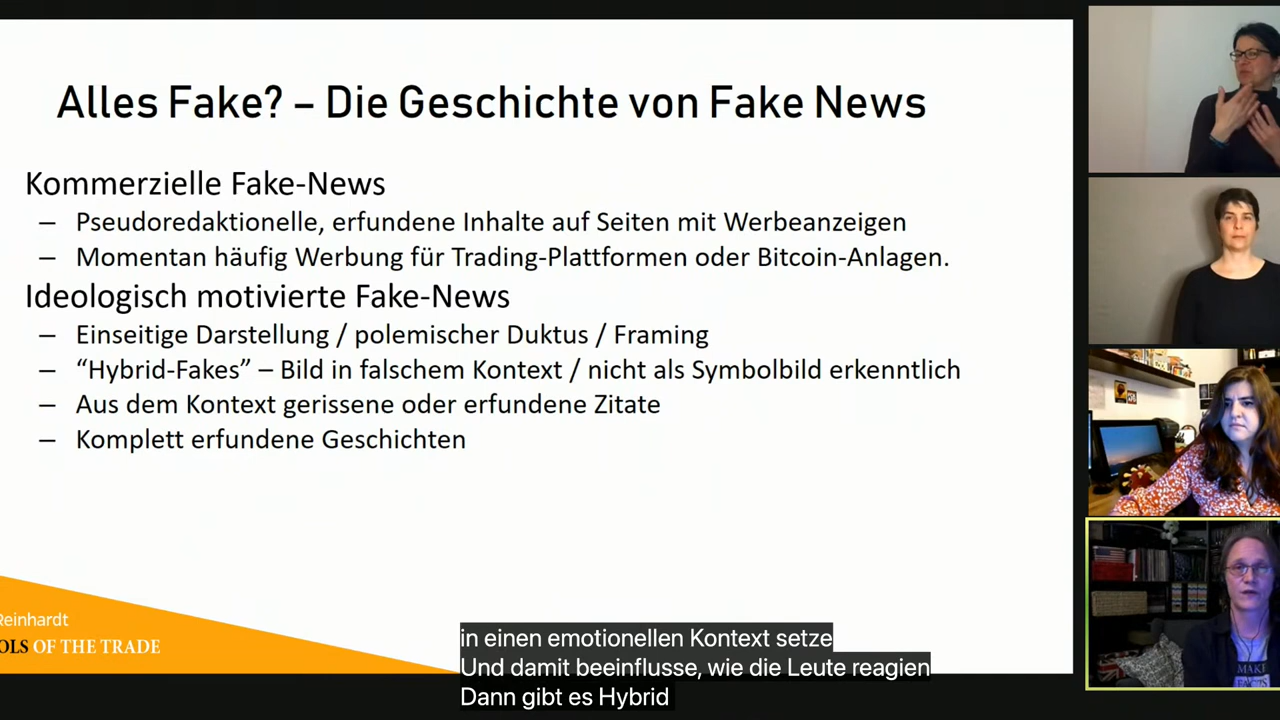 Alles Fake? – Die Geschichte von Fake News
Kommerzielle Fake-News
– Pseudoredaktionelle, erfundene Inhalte auf Seiten mit Werbeanzeigen
– Momentan häufig Werbung für Trading-Plattformen oder Bitcoin-Anlagen.
Ideologisch motivierte Fake-News
– Einseitige Darstellung / polemischer Duktus / Framing
– “Hybrid-Fakes” – Bild in falschem Kontext / nicht als Symbolbild erkenntlich
– Aus dem Kontext gerissene oder erfundene Zitate
– Komplett erfundene Geschichten
Reinhardt
OLS OF THE TRADE
in einen emotionellen Kontext setze
Und damit beeinflusse, wie die Leute reagien
Dann gibt es Hybrid
MAKE
FACTS